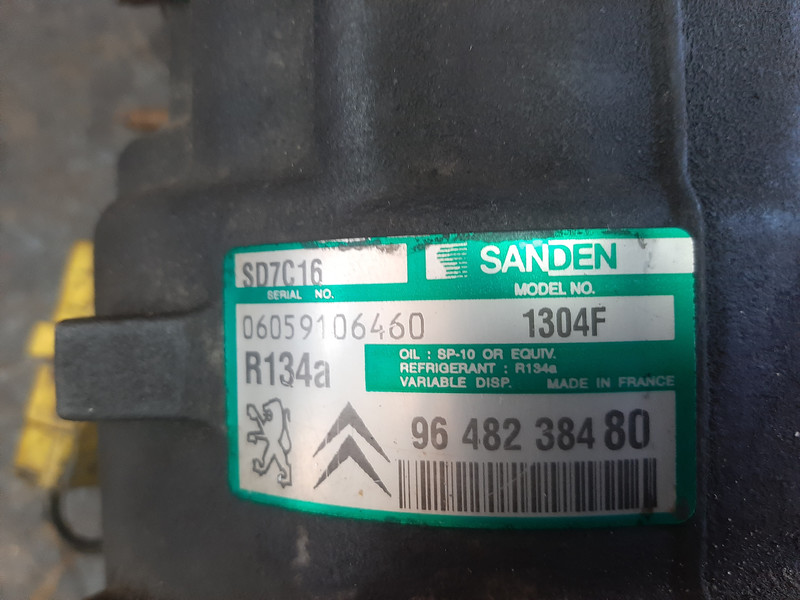 SD7C16
SANDEN
SERIAL NO.
MODEL NO.
06059106460
1304F
R134a
OIL : SP-10 OR EQUIV.
REFRIGERANT : R134a
VARIABLE DISP. MADE IN FRANCE
96 482 384 80